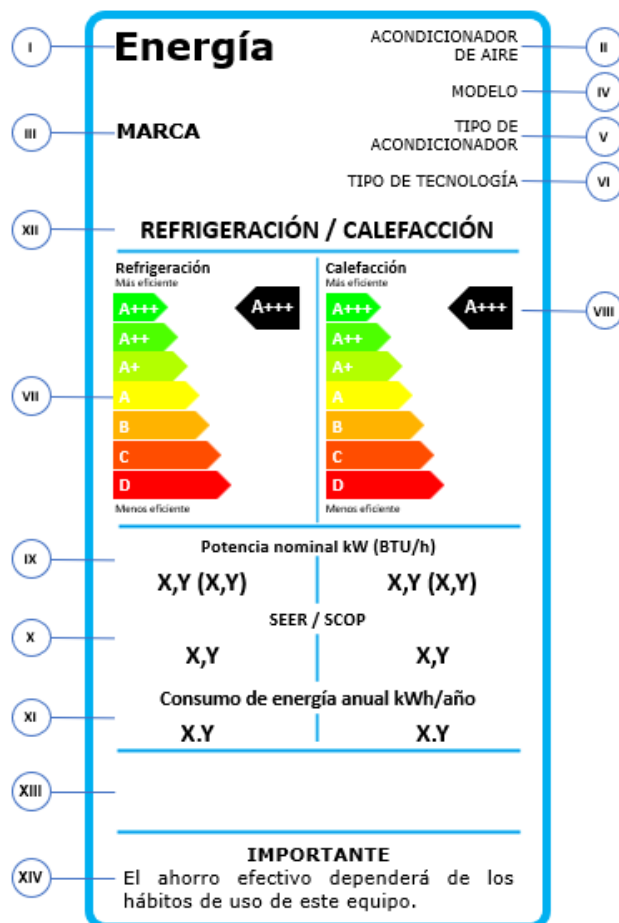 I
Energía
ACONDICIONADOR
DE AIRE
II
MODELO
IV
III
MARCA
TIPO DE
ACONDICIONADOR
V
TIPO DE TECNOLOGÍA
VI
XII
REFRIGERACIÓN / CALEFACCIÓN
Refrigeración
Más eficiente
A+++
A+++
A++
A+
A
B
C
D
Menos eficiente
Calefacción
Más eficiente
A+++
A+++
A++
A+
A
B
C
D
Menos eficiente
VIII
VII
IX
Potencia nominal kW (BTU/h)
X,Y (X,Y)
X,Y (X,Y)
X
SEER / SCOP
X,Y
X,Y
XI
Consumo de energía anual kWh/año
X.Y
X.Y
XIII
XIV
IMPORTANTE
El ahorro efectivo dependerá de los
hábitos de uso de este equipo.